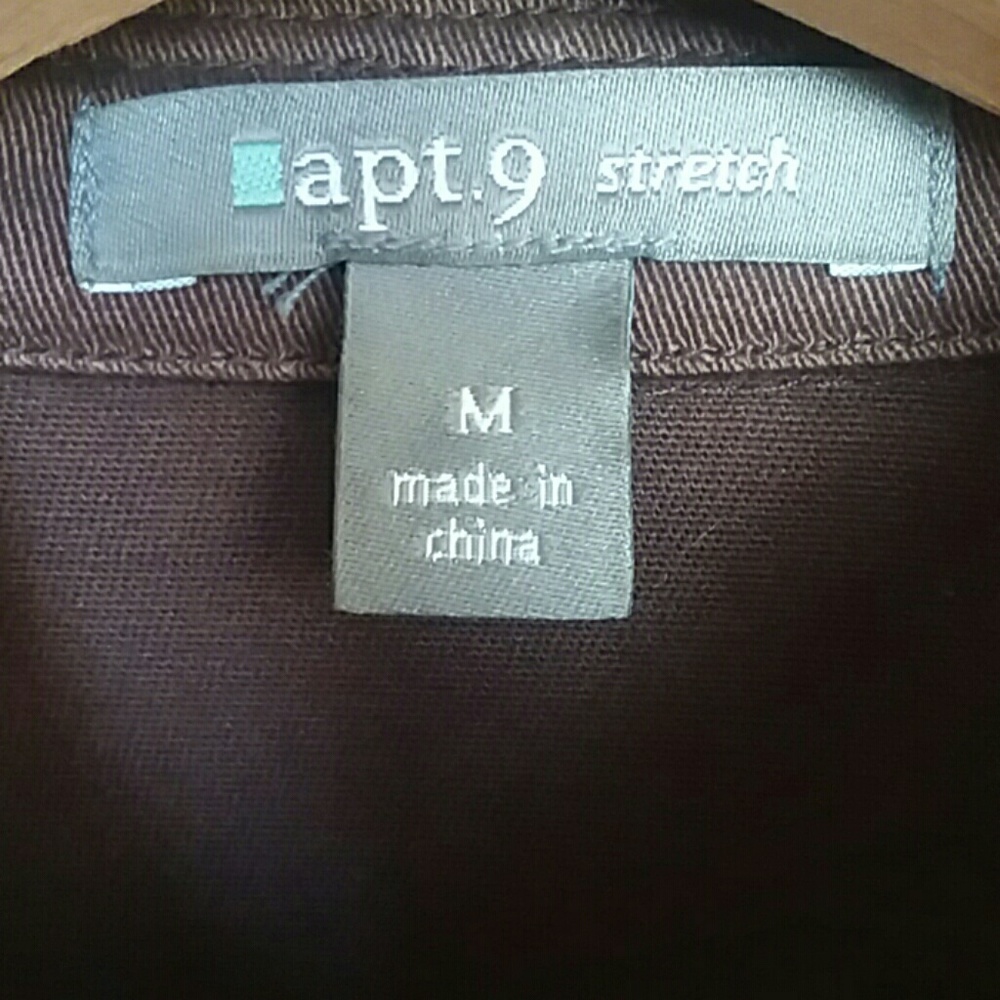 apt.9 stretch
M
made in
china